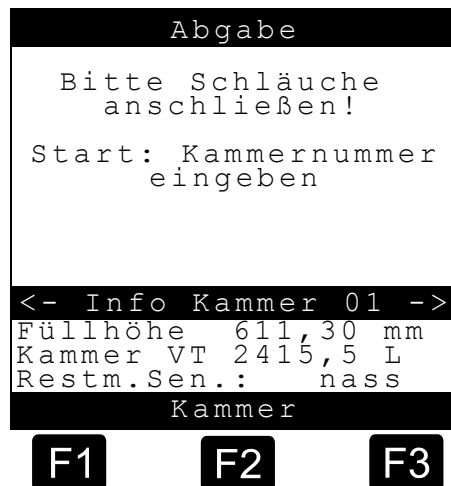 Abgabe
Bitte Schläuche
anschließen!
Start: Kammernummer
eingeben
<- Info Kammer 01 ->
Füllhöhe 611,30 mm
Kammer VT 2415,5 L
Restm.Sen.: nass
Kammer
F1 F2 F3